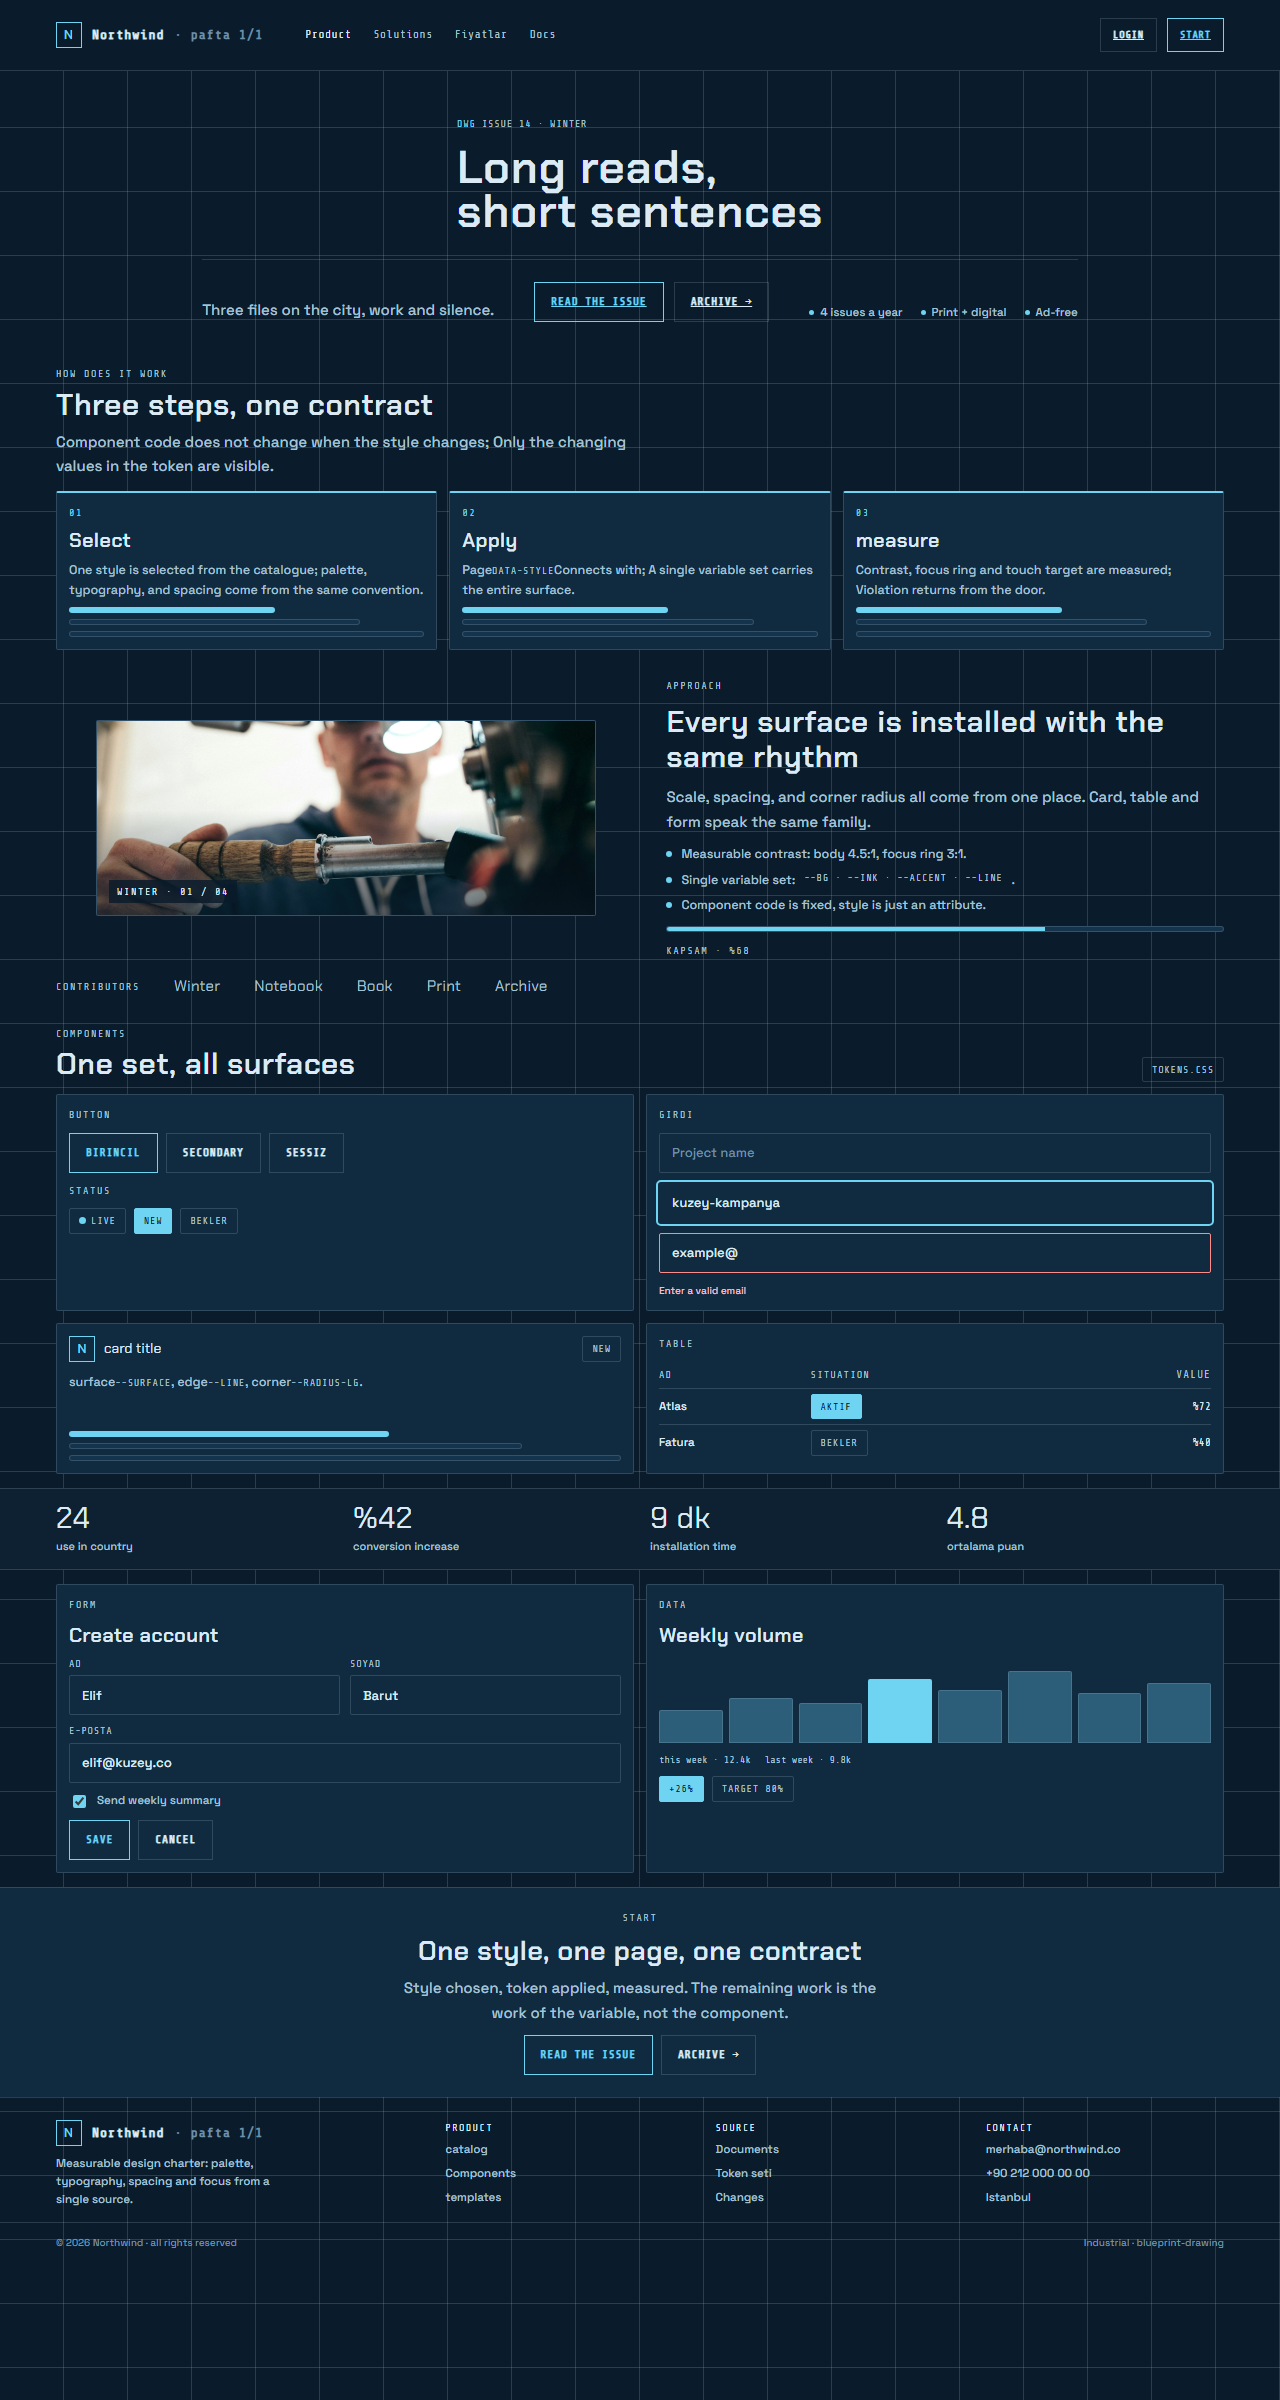 N Northwind · pafta 1/1 Product Solutions Fiyatlar Docs LOGIN START
DWG ISSUE 14 · WINTER
Long reads,
short sentences
Three files on the city, work and silence. READ THE ISSUE ARCHIVE → 4 issues a year Print + digital Ad-free
HOW DOES IT WORK
Three steps, one contract
Component code does not change when the style changes; Only the changing
values in the token are visible.
01
Select
One style is selected from the catalogue; palette,
typography, and spacing come from the same convention.
02
Apply
PageDATA-STYLEConnects with; A single variable set carries
the entire surface.
03
measure
Contrast, focus ring and touch target are measured;
Violation returns from the door.
WINTER · 01 / 04
APPROACH
Every surface is installed with the
same rhythm
Scale, spacing, and corner radius all come from one place. Card, table and
form speak the same family.
Measurable contrast: body 4.5:1, focus ring 3:1.
Single variable set: --BG · --INK · --ACCENT · --LINE .
Component code is fixed, style is just an attribute.
KAPSAM · %68
CONTRIBUTORS Winter Notebook Book Print Archive
COMPONENTS
One set, all surfaces
TOKENS.CSS
BUTTON
BIRINCIL SECONDARY SESSIZ
STATUS
LIVE NEW BEKLER
GIRDI
Project name
kuzey-kampanya
example@
Enter a valid email
N card title NEW
surface--SURFACE, edge--LINE, corner--RADIUS-LG.
TABLE
AD SITUATION VALUE
Atlas AKTIF %72
Fatura BEKLER %40
24
use in country
%42
conversion increase
9 dk
installation time
4.8
ortalama puan
FORM
Create account
AD SOYAD
Elif Barut
E-POSTA
elif@kuzey.co
Send weekly summary
SAVE CANCEL
DATA
Weekly volume
this week · 12.4k last week · 9.8k
+26% TARGET 80%
START
One style, one page, one contract
Style chosen, token applied, measured. The remaining work is the
work of the variable, not the component.
READ THE ISSUE ARCHIVE →
N Northwind · pafta 1/1
Measurable design charter: palette,
typography, spacing and focus from a
single source.
PRODUCT
catalog
Components
templates
SOURCE
Documents
Token seti
Changes
CONTACT
merhaba@northwind.co
+90 212 000 00 00
Istanbul
© 2026 Northwind · all rights reserved Industrial · blueprint-drawing